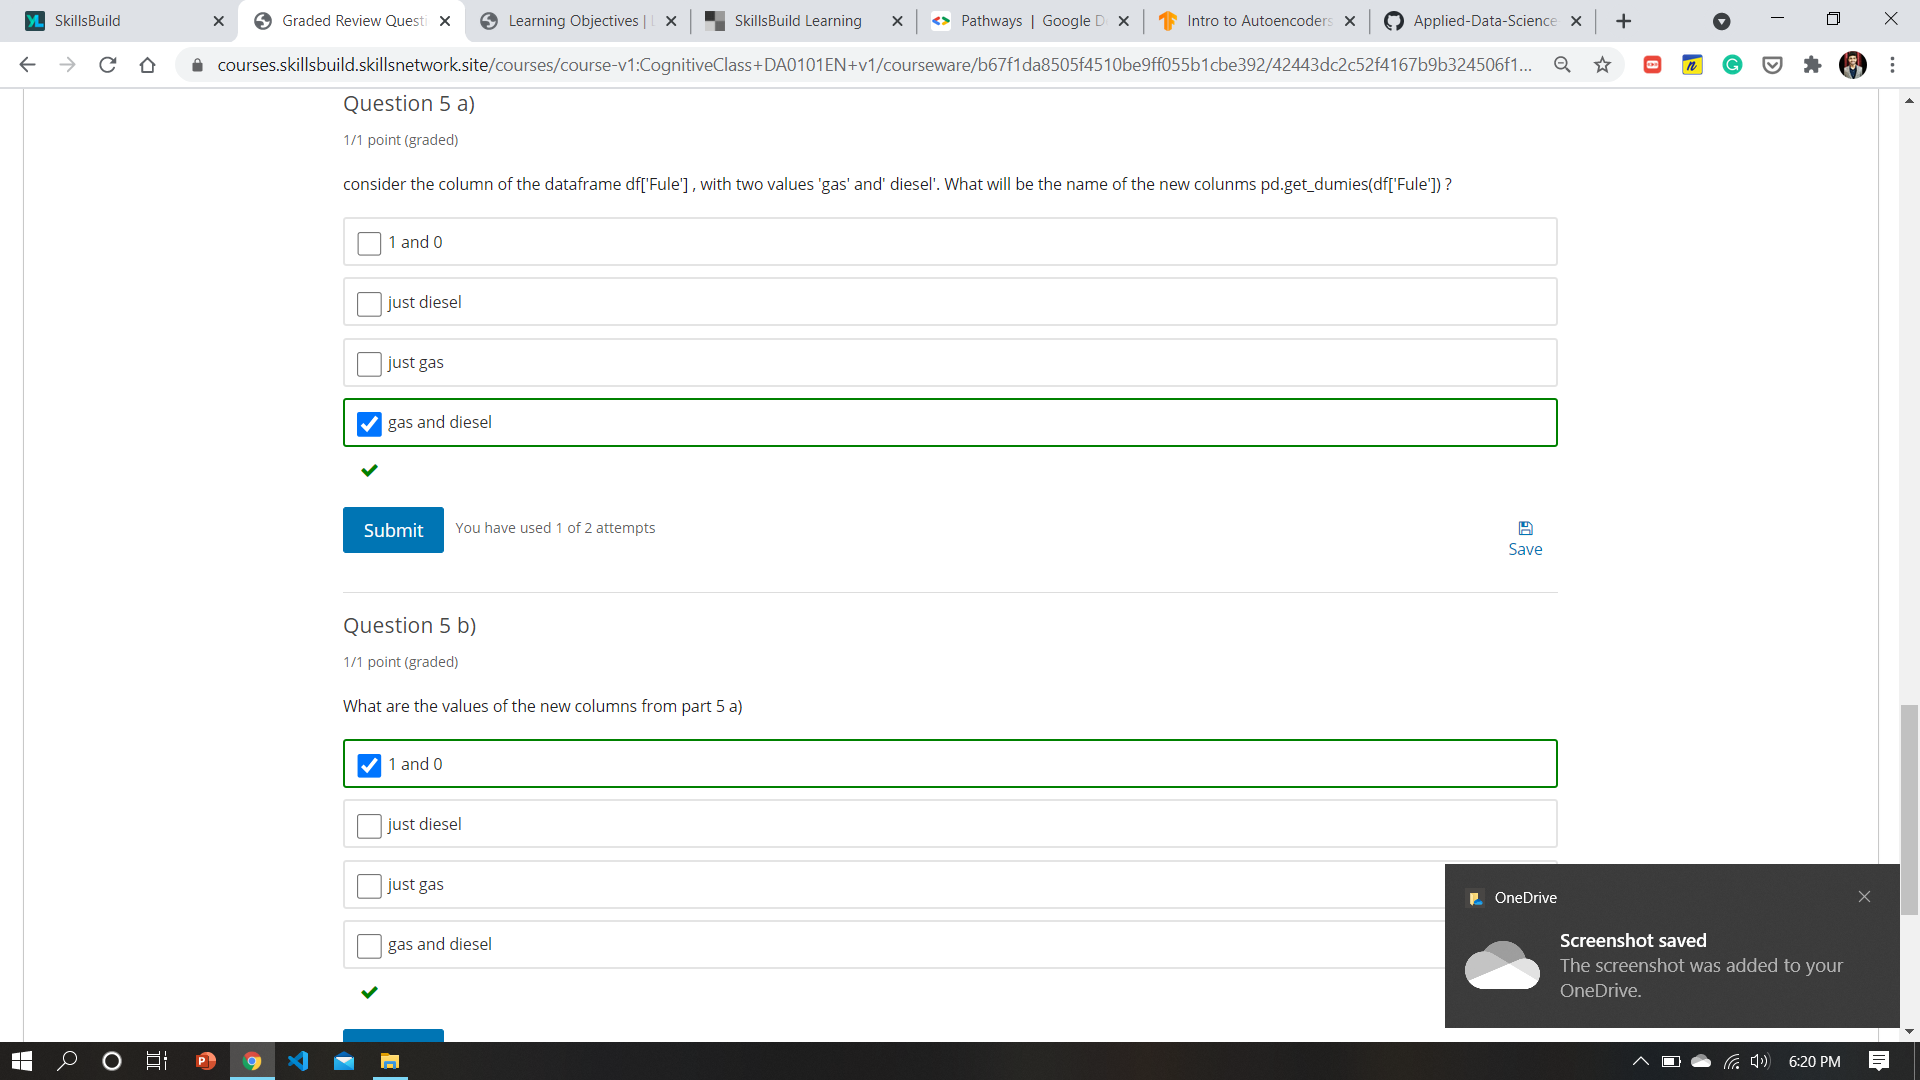 SkillsBuild
Graded Review Questi
Learning Objectives |
SkillsBuild Learning
Pathways | Google D
Intro to Autoencoders
Applied-Data-Science
courses.skillsbuild.skillsnetwork.site/courses/course-v1:CognitiveClass+DA0101EN+v1/courseware/b67f1da8505f4510be9ff055b1cbe392/42443dc2c52f4167b9b324506f1...
Question 5 a)
1/1 point (graded)
consider the column of the dataframe df['Fule'] , with two values 'gas' and' diesel'. What will be the name of the new colunms pd.get_dumies(df['Fule']) ?
1 and 0
just diesel
just gas
gas and diesel
Submit
You have used 1 of 2 attempts
Save
Question 5 b)
1/1 point (graded)
What are the values of the new columns from part 5 a)
1 and 0
just diesel
just gas
gas and diesel
OneDrive
Screenshot saved
The screenshot was added to your
OneDrive.
6:20 PM